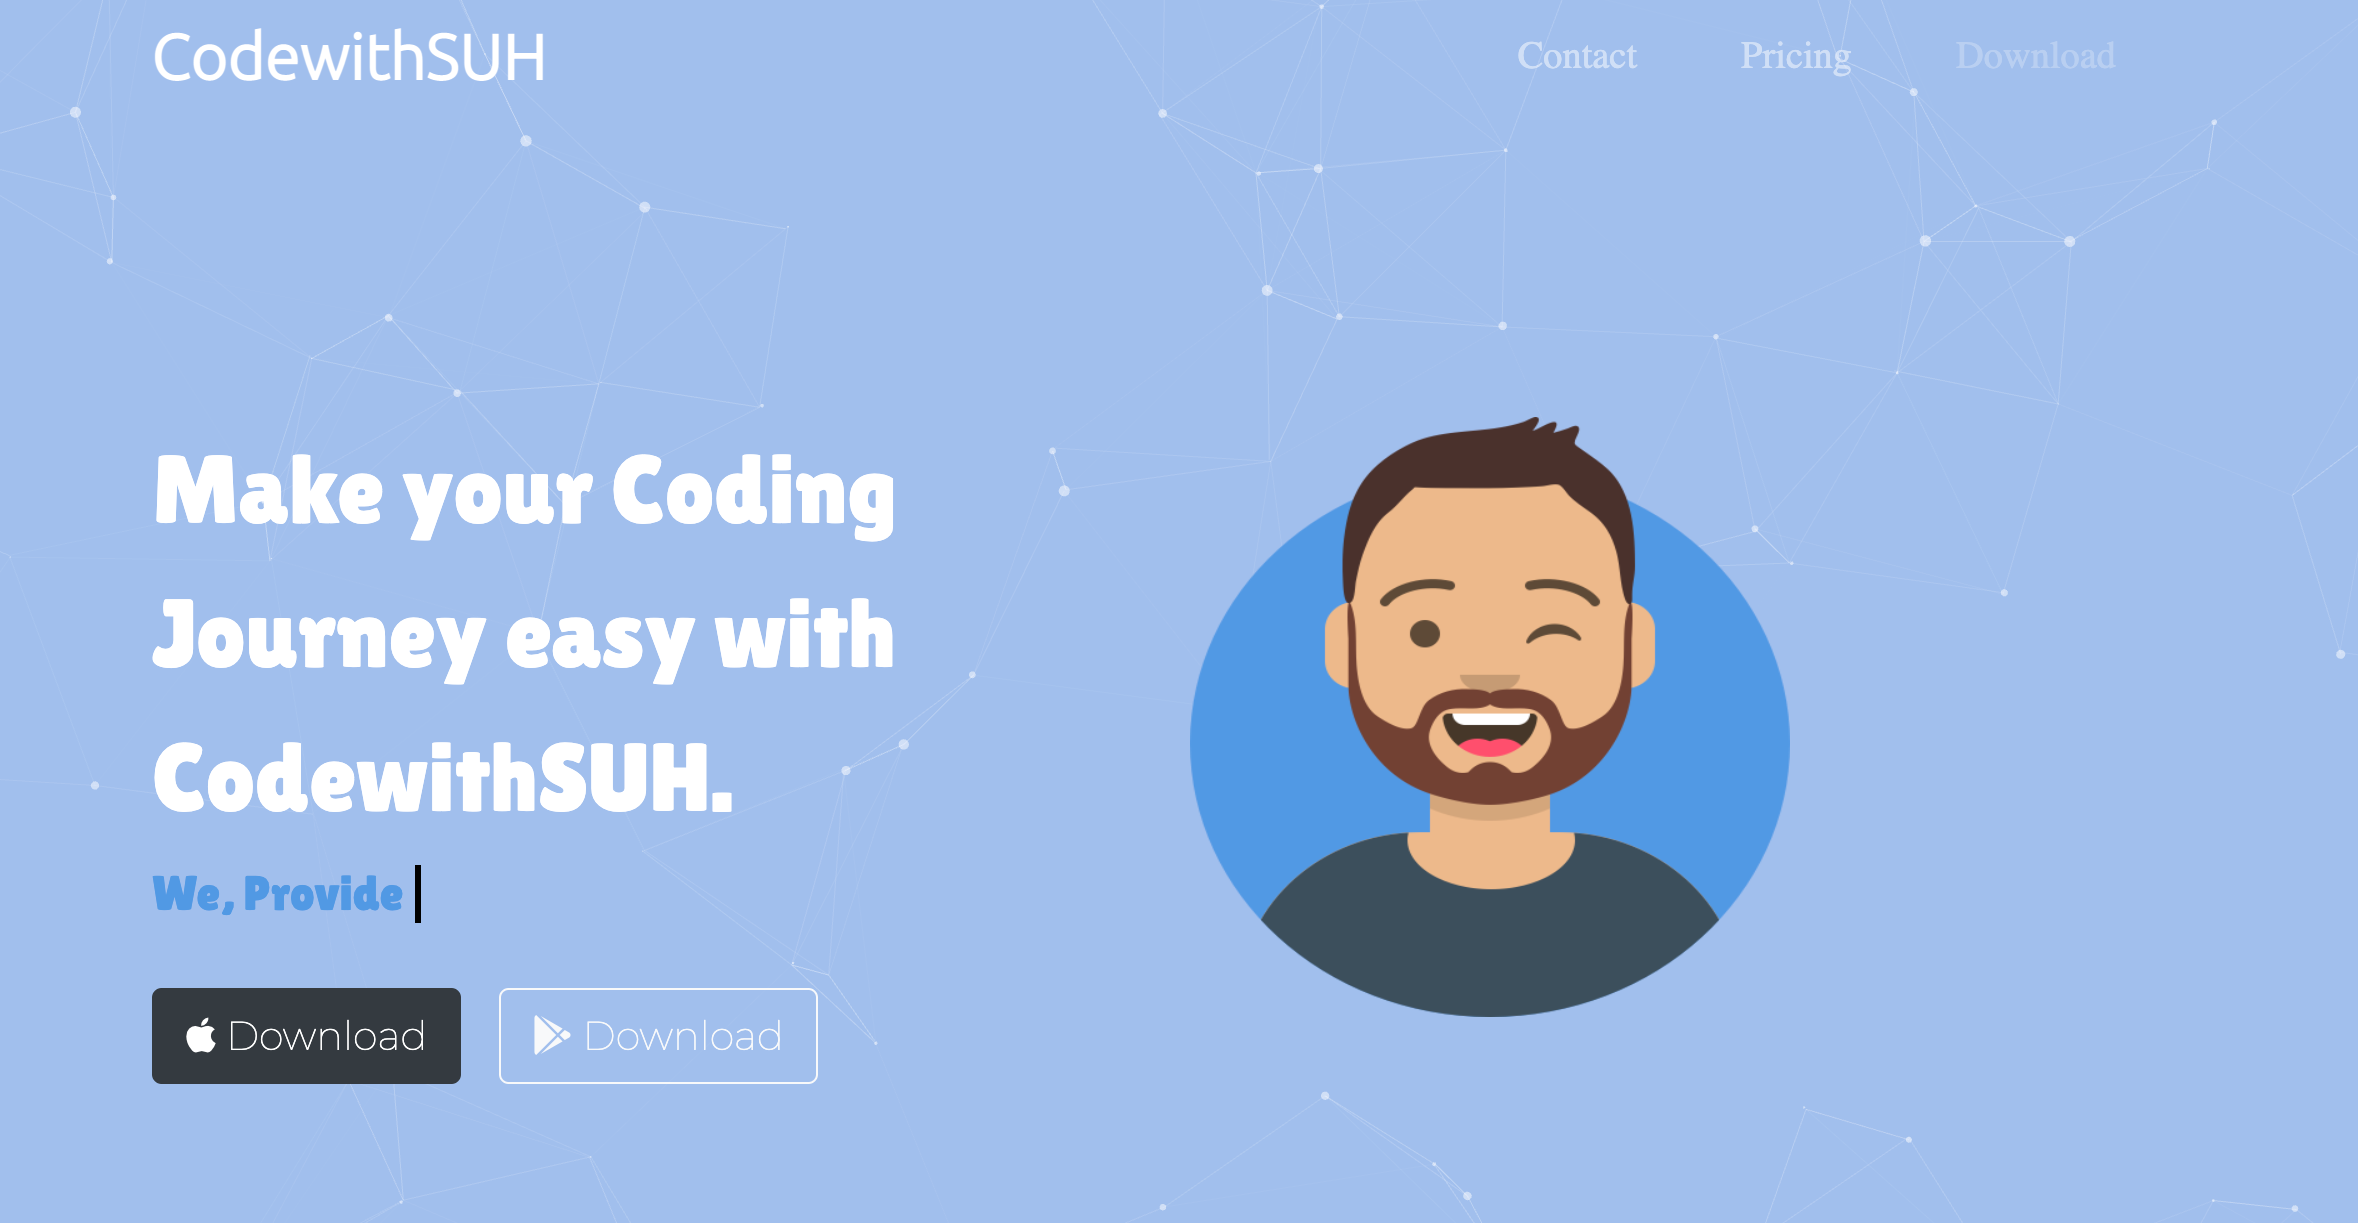 CodewithSUH
Contact Pricing Download
Make your Coding
Journey easy with
CodewithSUH.
We, Provide
Download Download